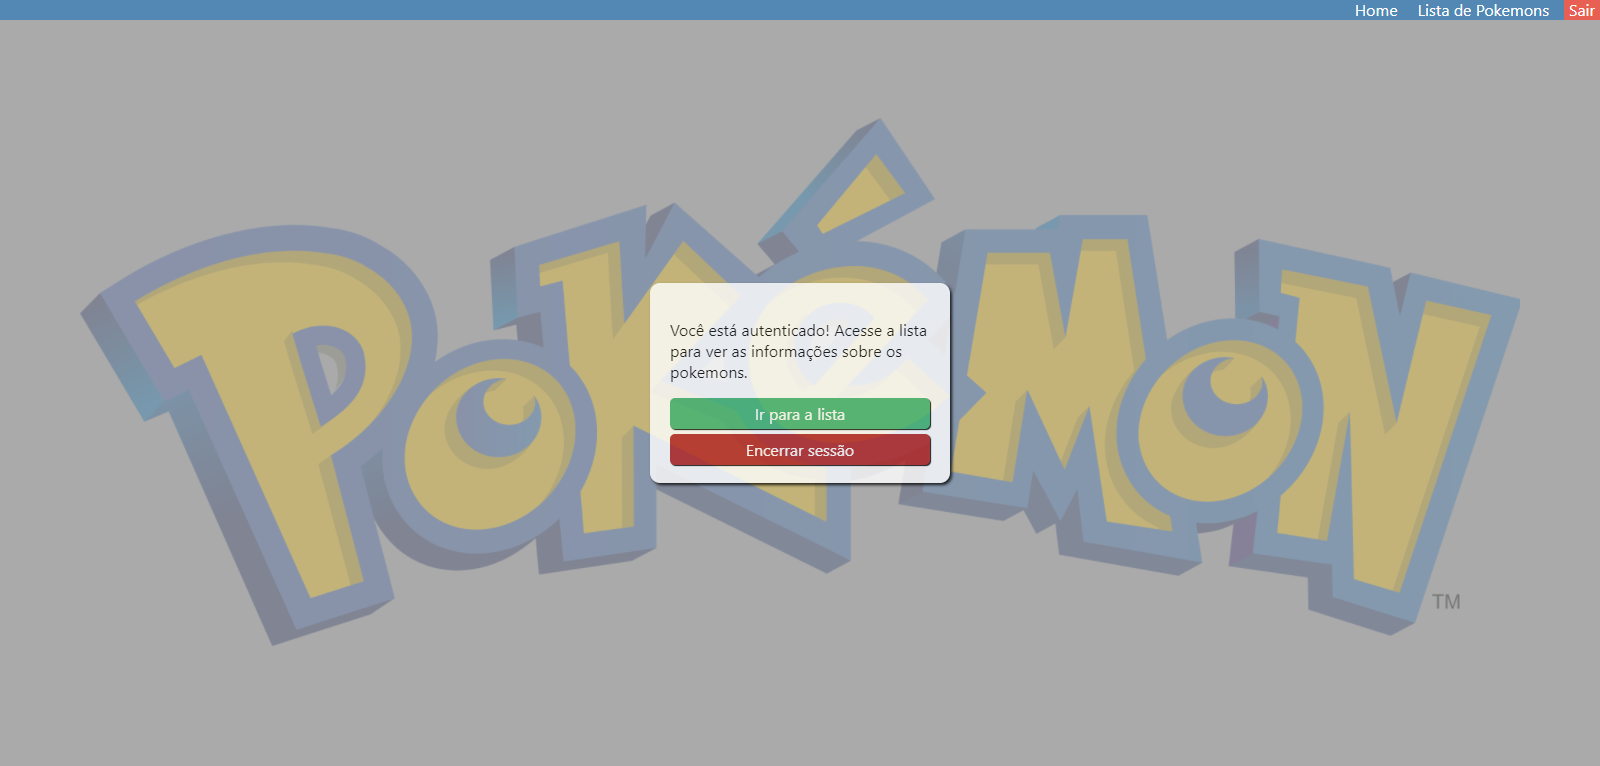 Home Lista de Pokemons Sair
POKéMON
TM
Você está autenticado! Acesse a lista
para ver as informações sobre os
pokemons.
Ir para a lista
Encerrar sessão